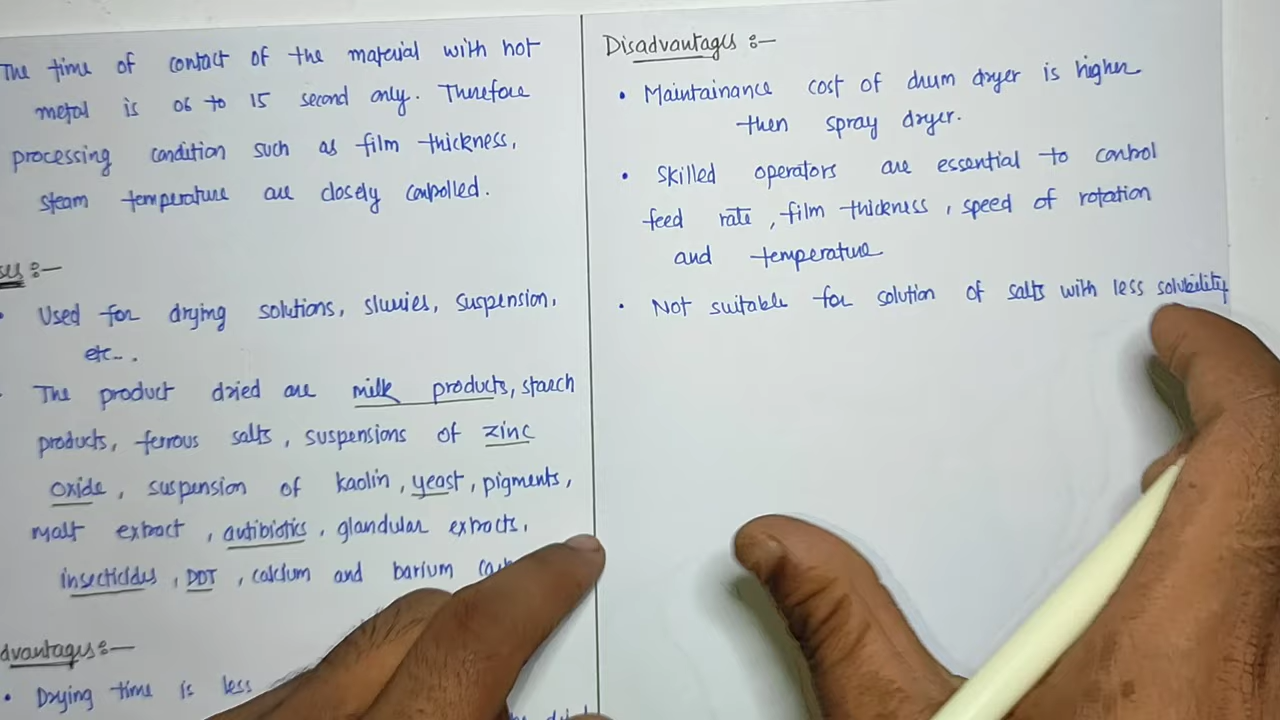 The time of contact of the material with hot
metal is 06 to 15 second only. Therefore
processing condition such as film thickness,
steam temperature are closely controlled.
ses :-
• Used for drying solutions, slurries, suspension,
etc...
• The product dried are milk products, starch
products, ferrous salts, suspensions of zinc
oxide, suspension of kaolin, yeast, pigments,
malt extract, antibiotics, glandular extracts,
insecticides, DDT, calcium and barium
dvantages :-
• Drying time is less
Disadvantages :-
• Maintainance cost of drum dryer is higher
then spray dryer.
• Skilled operators are essential to control
feed rate, film thickness, speed of rotation
and temperature
• Not suitable for solution of salts with less solubility